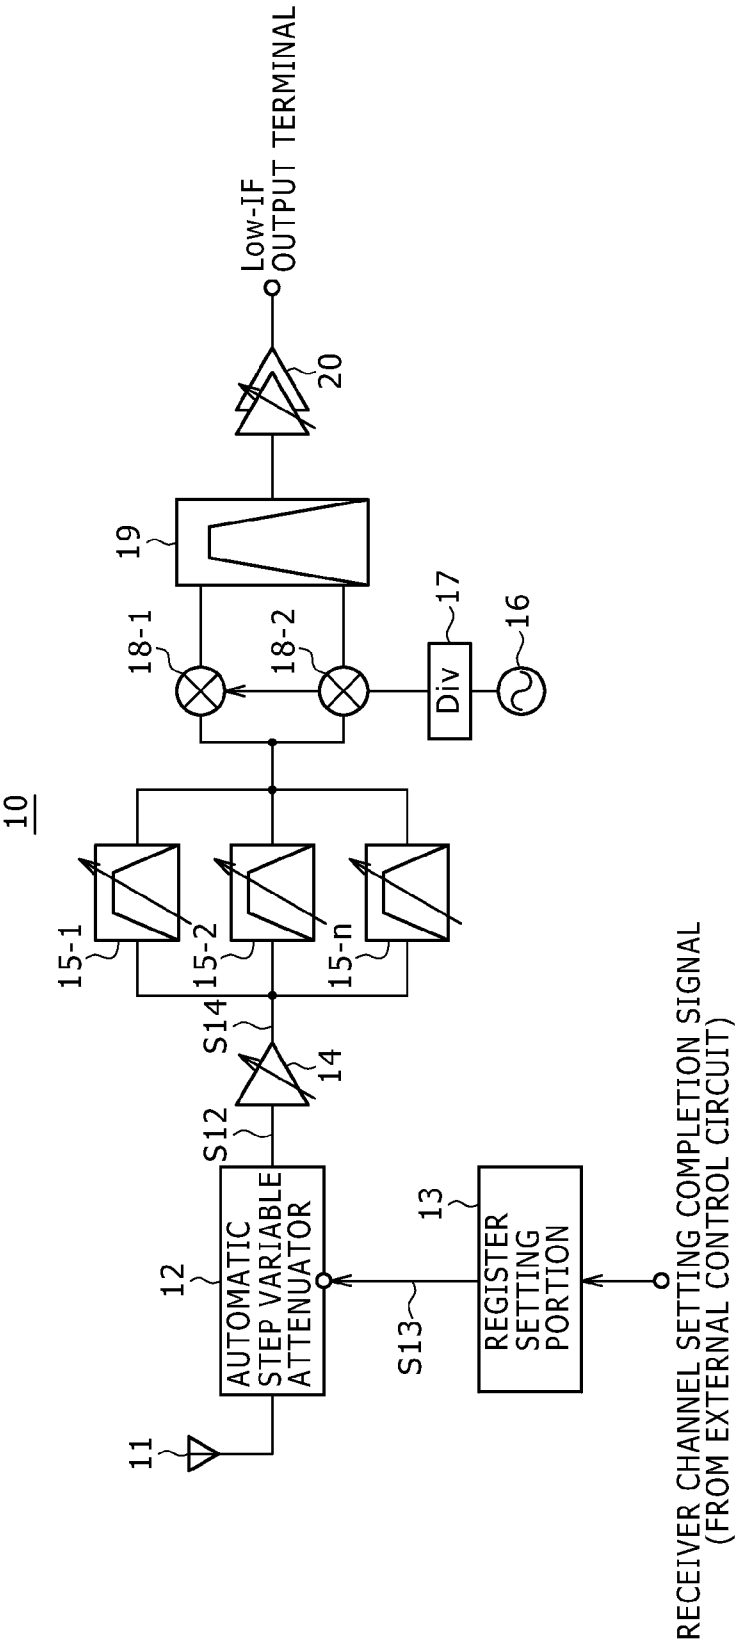 10
11
12
AUTOMATIC
STEP VARIABLE
ATTENUATOR
S12
14
S14
15-1
15-2
15-n
18-1
18-2
19
20
Low-IF
OUTPUT TERMINAL
S13
13
REGISTER
SETTING
PORTION
Div
17
16
RECEIVER CHANNEL SETTING COMPLETION SIGNAL
(FROM EXTERNAL CONTROL CIRCUIT)